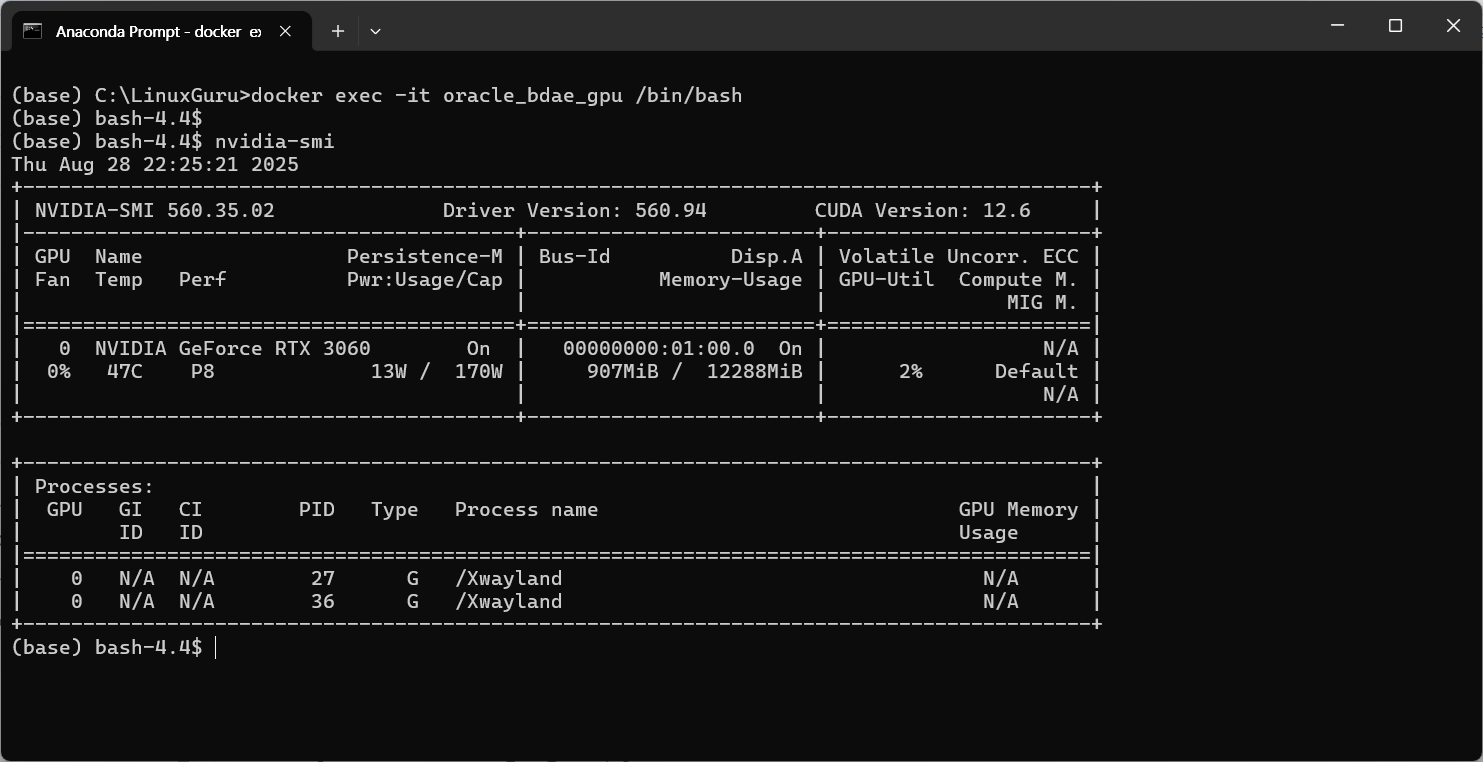 Anaconda Prompt - docker ex
(base) C:\LinuxGuru>docker exec -it oracle_bdae_gpu /bin/bash
(base) bash-4.4$
(base) bash-4.4$ nvidia-smi
Thu Aug 28 22:25:21 2025
+-----------------------------------------------------------------------------------------+
| NVIDIA-SMI 560.35.02              Driver Version: 560.94         CUDA Version: 12.6     |
|-----------------------------------------+------------------------+----------------------+
| GPU  Name                 Persistence-M | Bus-Id          Disp.A | Volatile Uncorr. ECC |
| Fan  Temp   Perf          Pwr:Usage/Cap |           Memory-Usage | GPU-Util  Compute M. |
|                                         |                        |               MIG M. |
|=========================================+========================+======================|
|   0  NVIDIA GeForce RTX 3060        On  |   00000000:01:00.0  On |                  N/A |
|  0%   47C    P8             13W /  170W |     907MiB /  12288MiB |      2%      Default |
|                                         |                        |                  N/A |
+-----------------------------------------+------------------------+----------------------+
+-----------------------------------------------------------------------------------------+
| Processes:                                                                              |
|  GPU   GI   CI        PID   Type   Process name                              GPU Memory |
|        ID   ID                                                               Usage      |
|=========================================================================================|
|    0   N/A  N/A        27      G   /Xwayland                                   N/A      |
|    0   N/A  N/A        36      G   /Xwayland                                   N/A      |
+-----------------------------------------------------------------------------------------+
(base) bash-4.4$